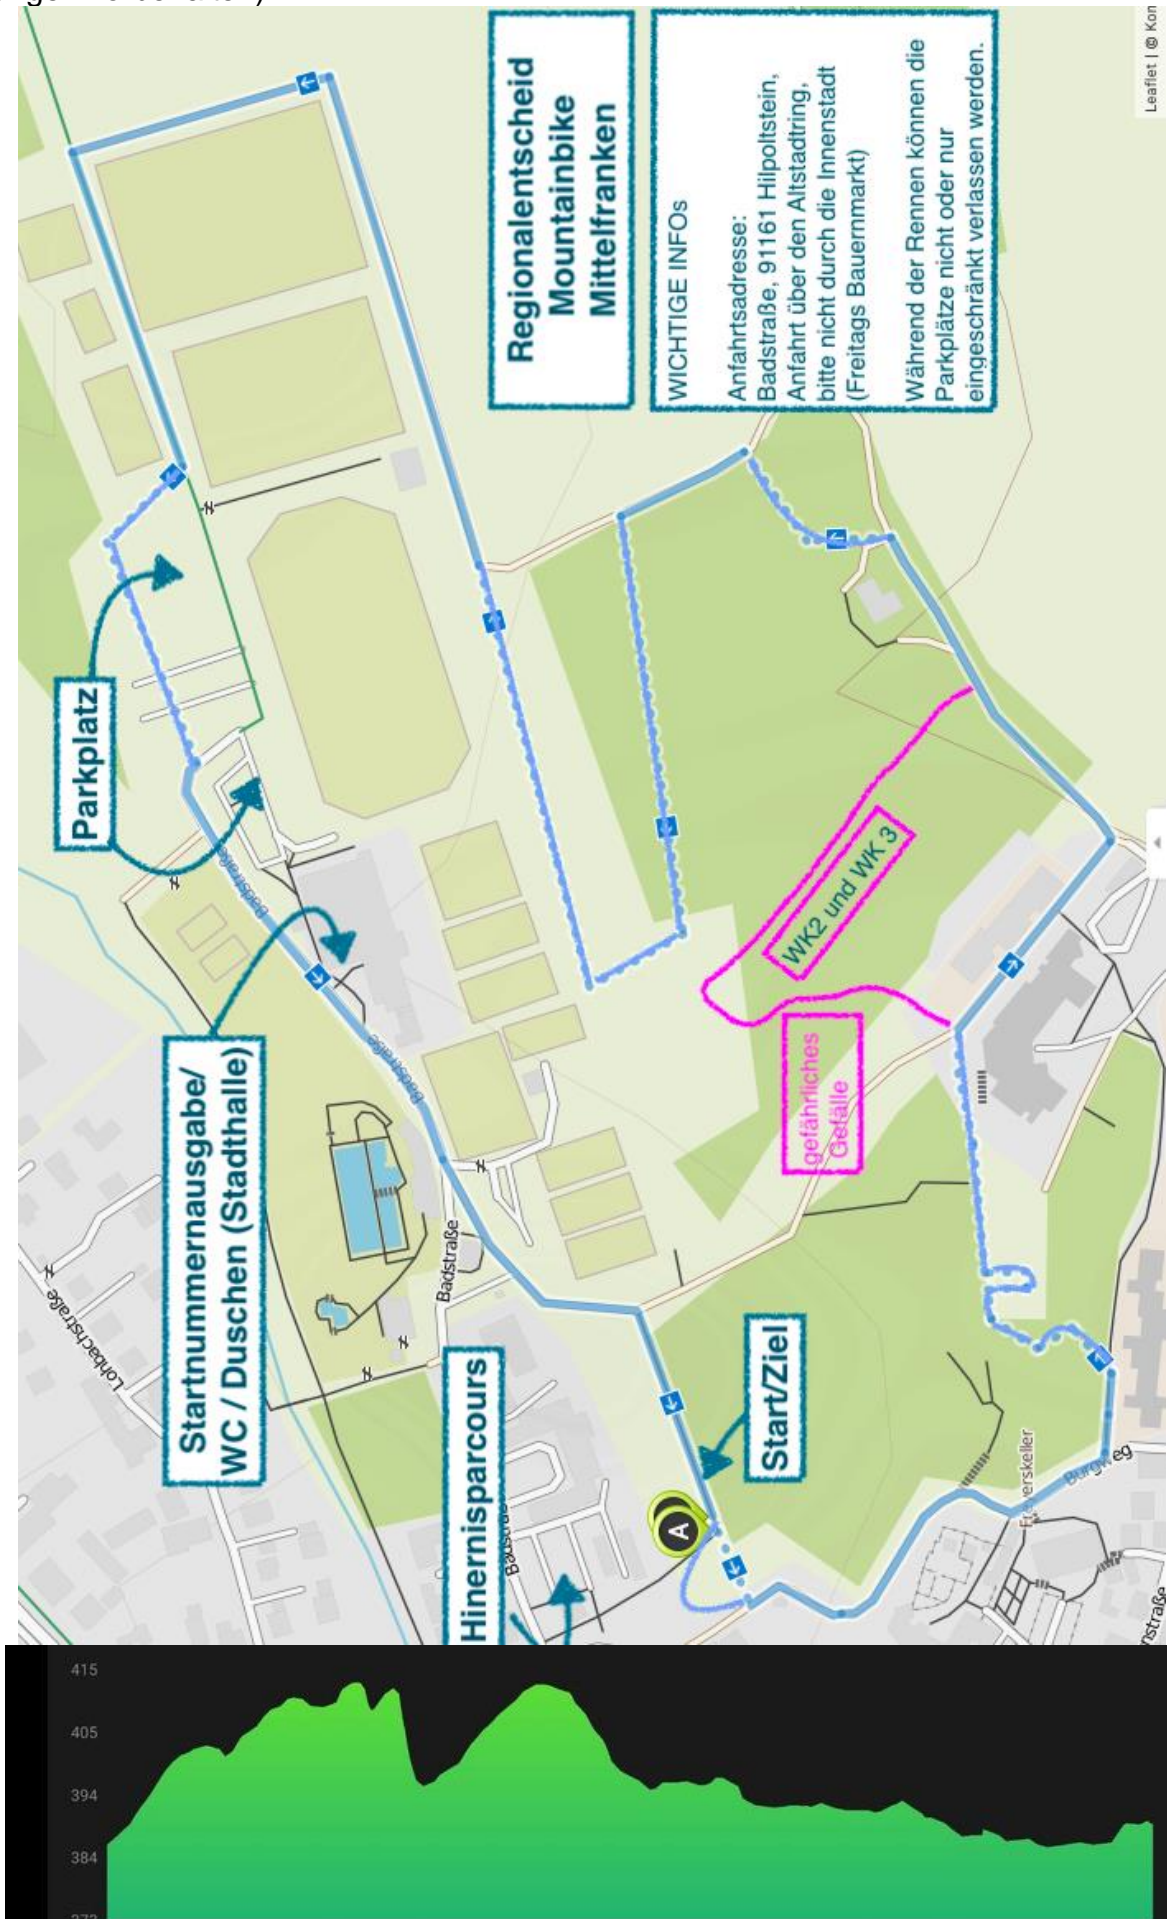 Regionalentscheid
Mountainbike
Mittelfranken
WICHTIGE INFOs
Anfahrtsadresse:
Badstraße, 91161 Hilpoltstein,
Anfahrt über den Altstadtring,
bitte nicht durch die Innenstadt
(Freitags Bauernmarkt)
Während der Rennen können die
Parkplätze nicht oder nur
eingeschränkt verlassen werden.
Leaflet | © Kon
Parkplatz
Startnummernausgabe/
WC / Duschen (Stadthalle)
Hinernisparcours
Start/Ziel
WK2 und WK 3
gefährliches
Gefälle
A
Lohbachstraße
Badstraße
Badstraße
Badstraße
Burgweg
415
405
394
384